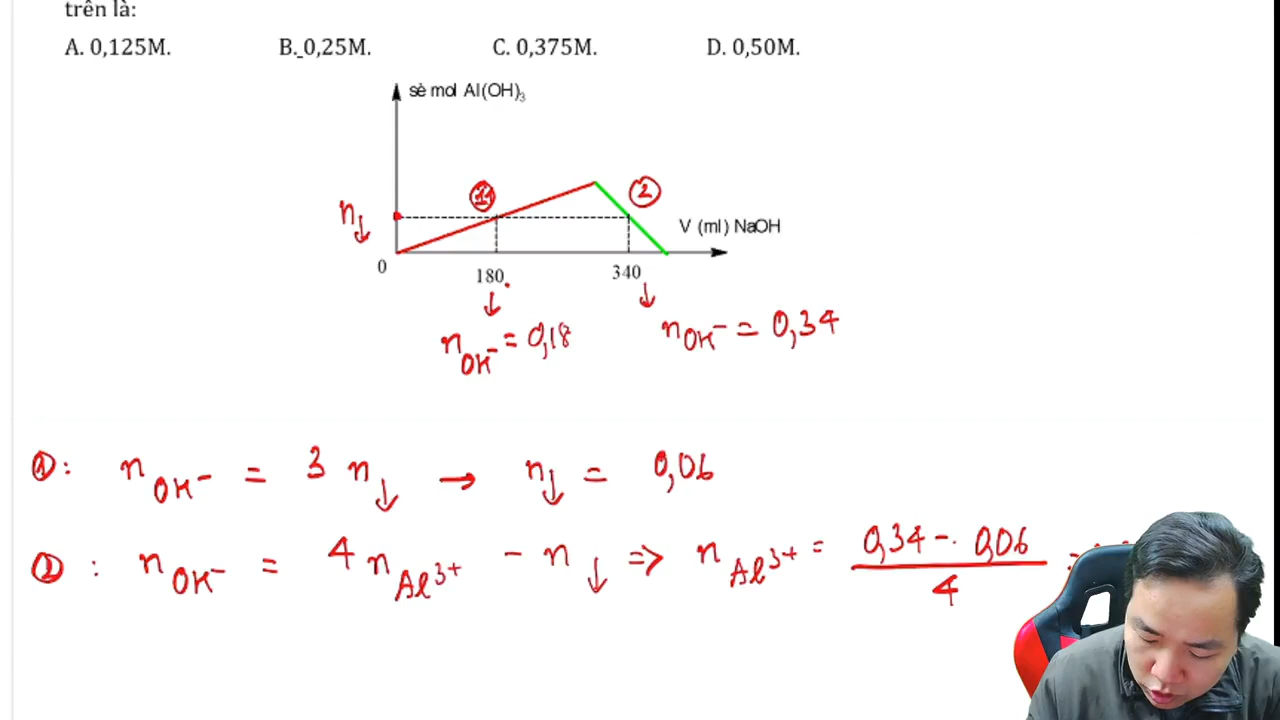 trên là:
A. 0,125M. B. 0,25M. C. 0,375M. D. 0,50M.
sè mol Al(OH)₃
11 2
n↓
V (ml) NaOH
0 180 340
n OH⁻ = 0,18 n OH⁻ = 0,34
①: n OH⁻ = 3 n↓ → n↓ = 0,06
②: n OH⁻ = 4 n Al³⁺ - n↓ => n Al³⁺ = (0,34 - 0,06)/4